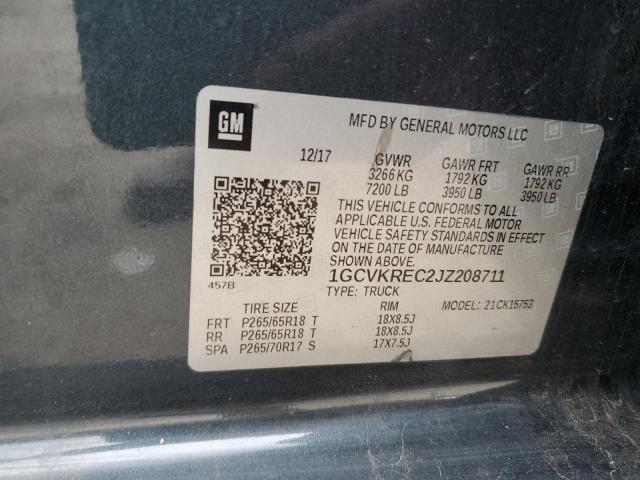 GM
MFD BY GENERAL MOTORS LLC
12/17 GVWR GAWR FRT GAWR RR
3266 KG 1792 KG 1792 KG
7200 LB 3950 LB 3950 LB
THIS VEHICLE CONFORMS TO ALL
APPLICABLE U.S. FEDERAL MOTOR
VEHICLE SAFETY STANDARDS IN EFFECT
ON THE DATE OF MANUFACTURE
SHOWN ABOVE.
1GCVKREC2JZ208711
457B
TYPE: TRUCK MODEL: 21CK15753
TIRE SIZE RIM
FRT P265/65R18 T 18X8.5J
RR P265/65R18 T 18X8.5J
SPA P265/70R17 S 17X7.5J